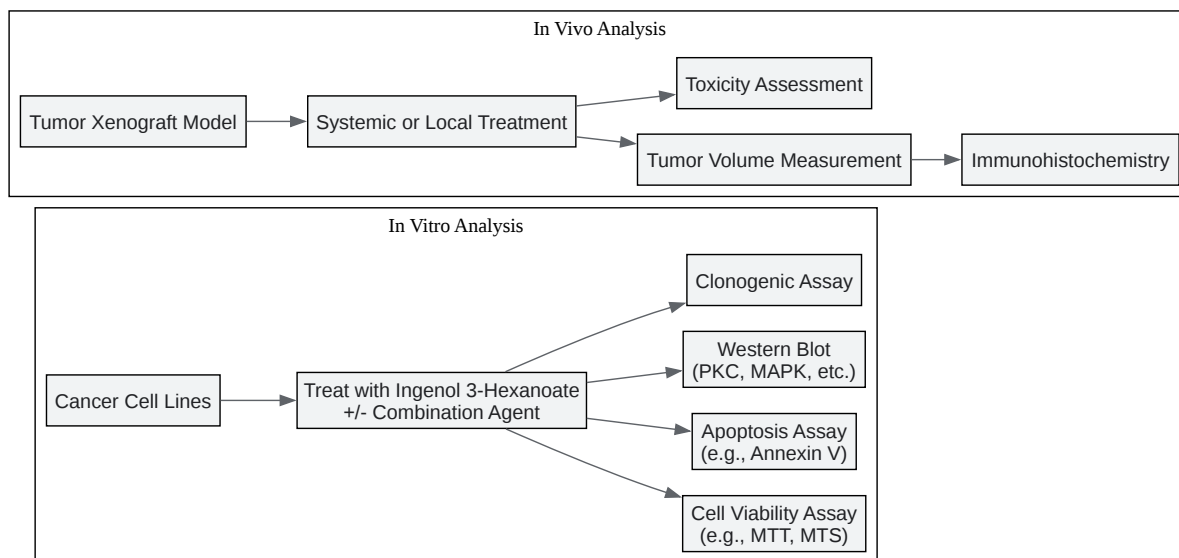 In Vivo Analysis
Toxicity Assessment
Tumor Xenograft Model
Systemic or Local Treatment
Tumor Volume Measurement
Immunohistochemistry
In Vitro Analysis
Clonogenic Assay
Western Blot
(PKC, MAPK, etc.)
Cancer Cell Lines
Treat with Ingenol 3-Hexanoate
+/- Combination Agent
Apoptosis Assay
(e.g., Annexin V)
Cell Viability Assay
(e.g., MTT, MTS)